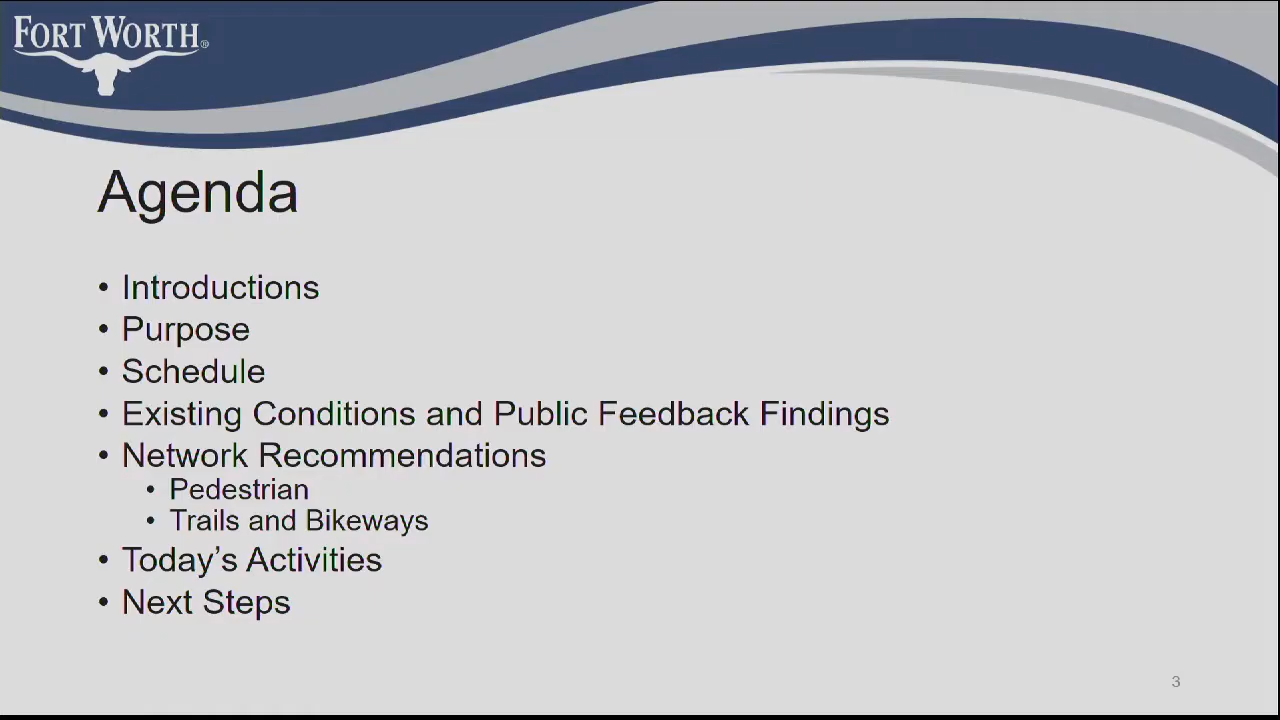 FORT WORTH®
Agenda
• Introductions
• Purpose
• Schedule
• Existing Conditions and Public Feedback Findings
• Network Recommendations
• Pedestrian
• Trails and Bikeways
• Today’s Activities
• Next Steps
3